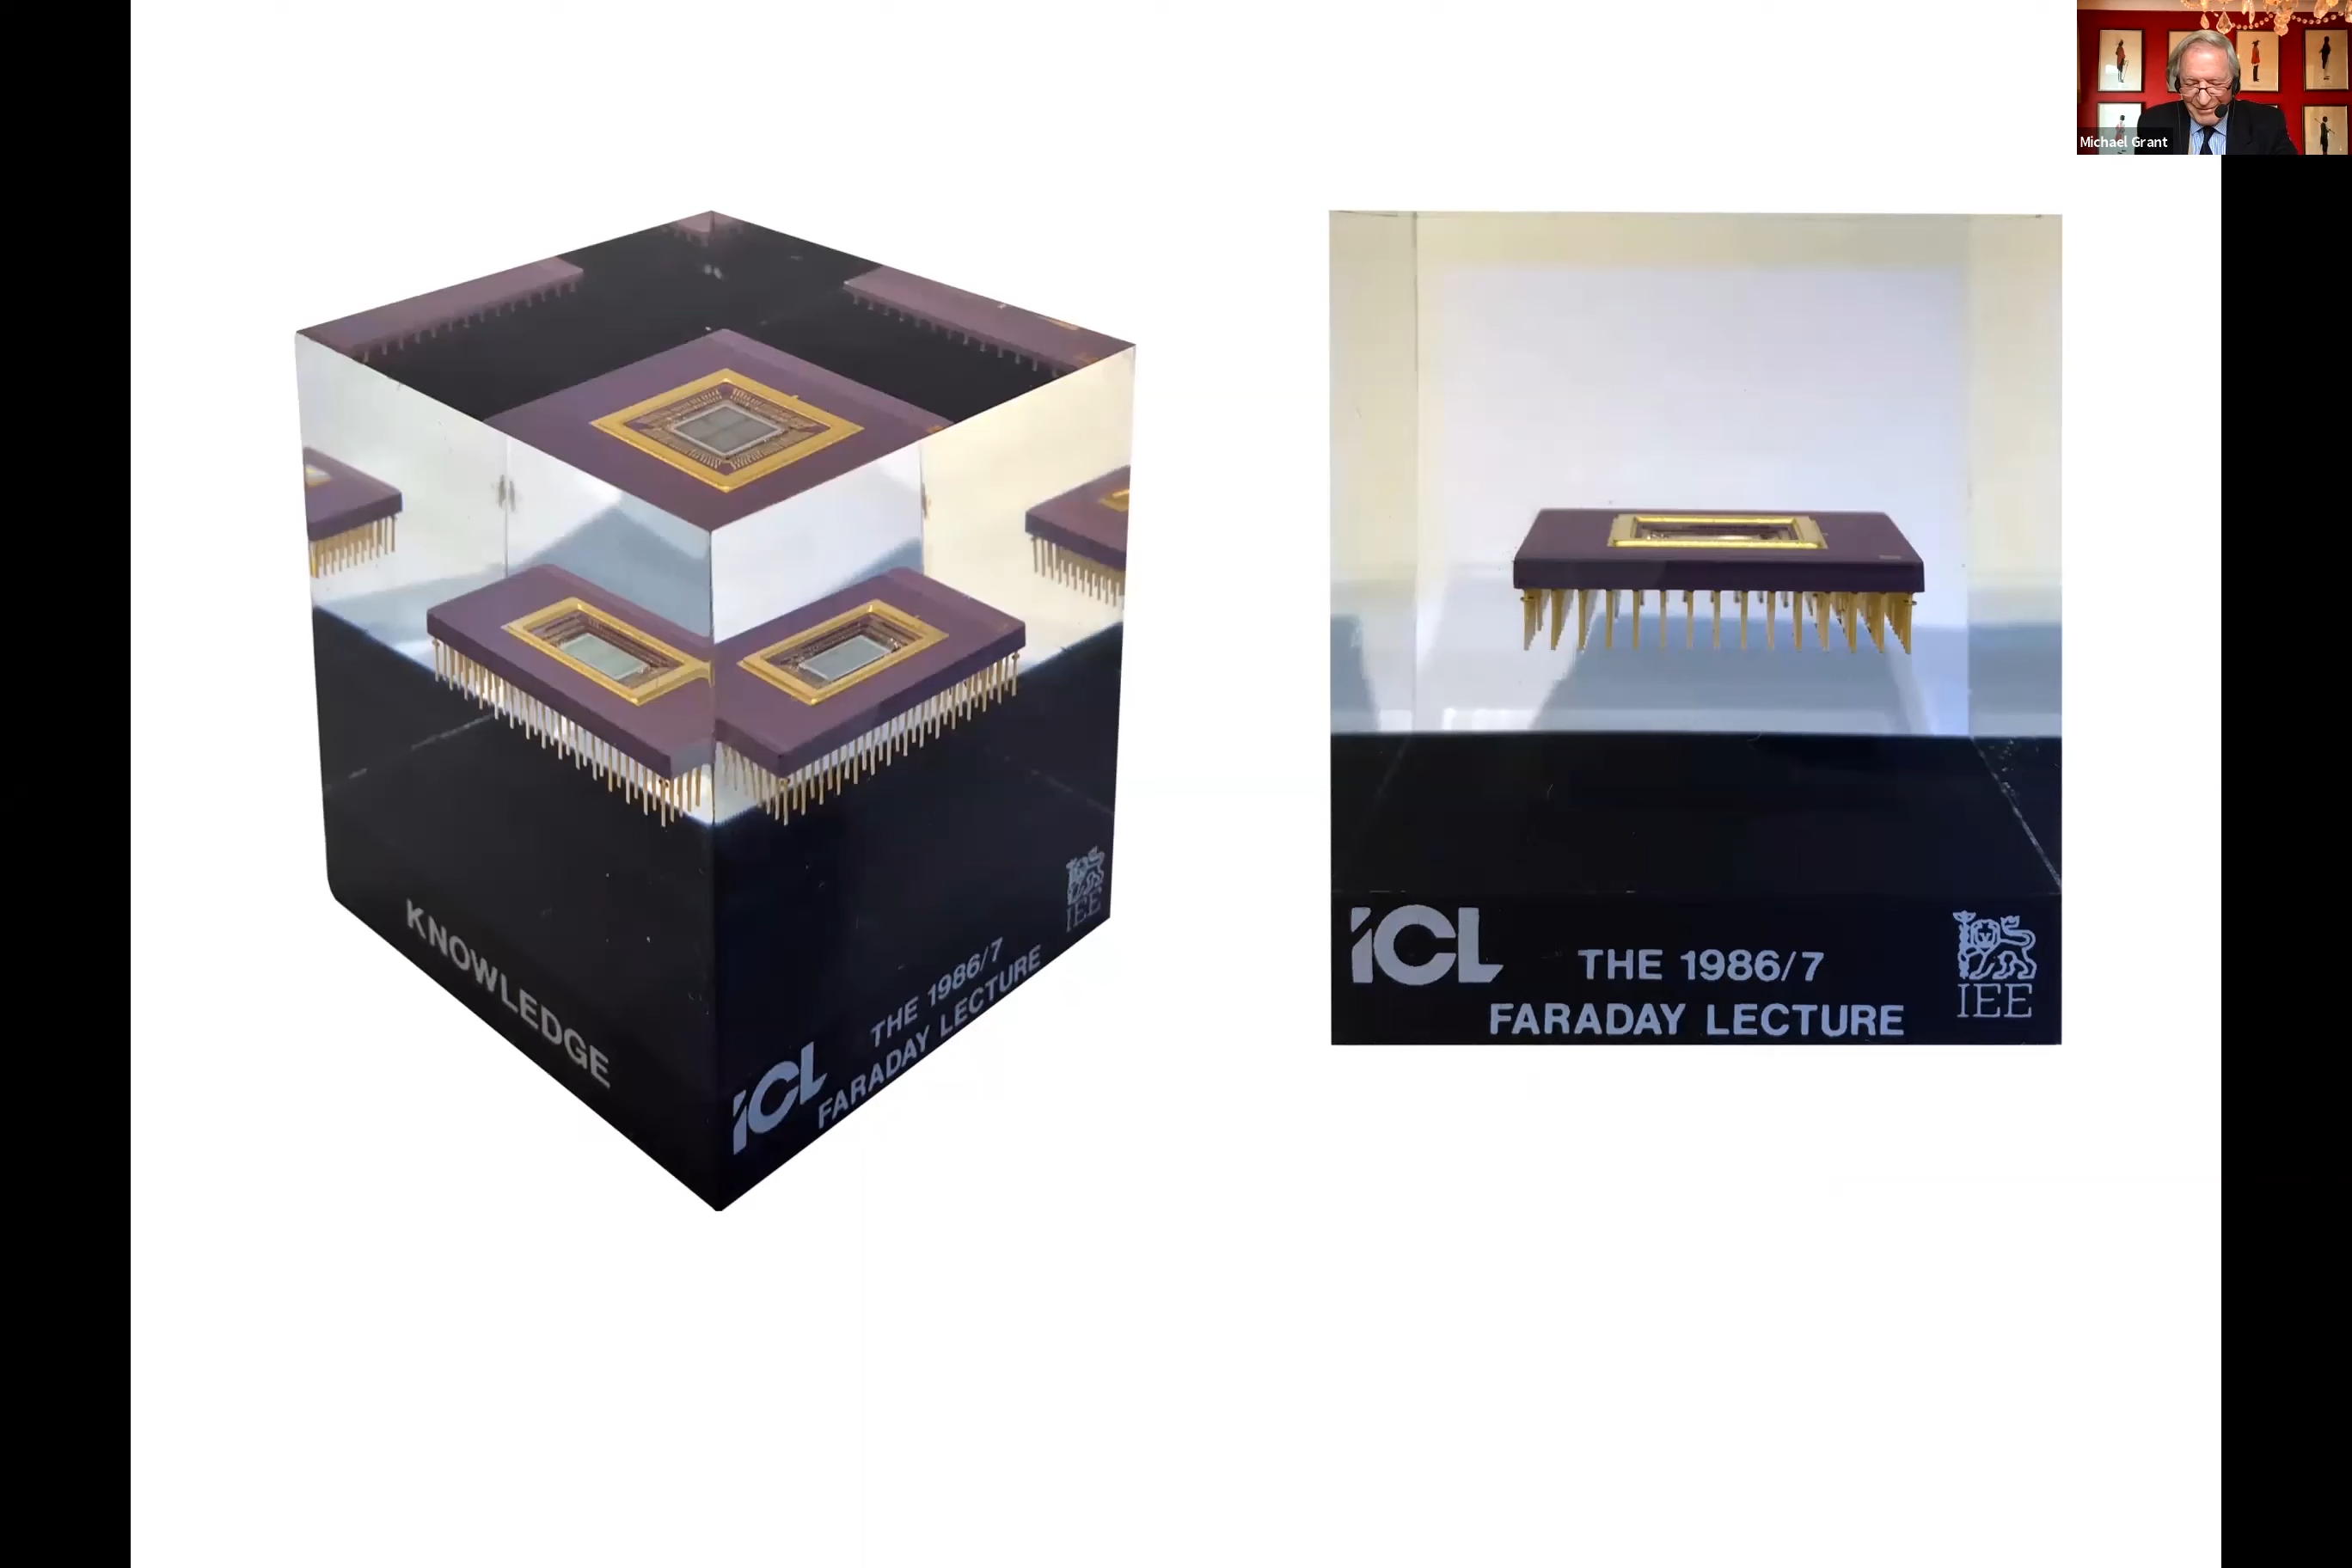 Michael Grant
KNOWLEDGE
iCL
THE 1986/7
FARADAY LECTURE
IEE
iCL
THE 1986/7
FARADAY LECTURE
IEE